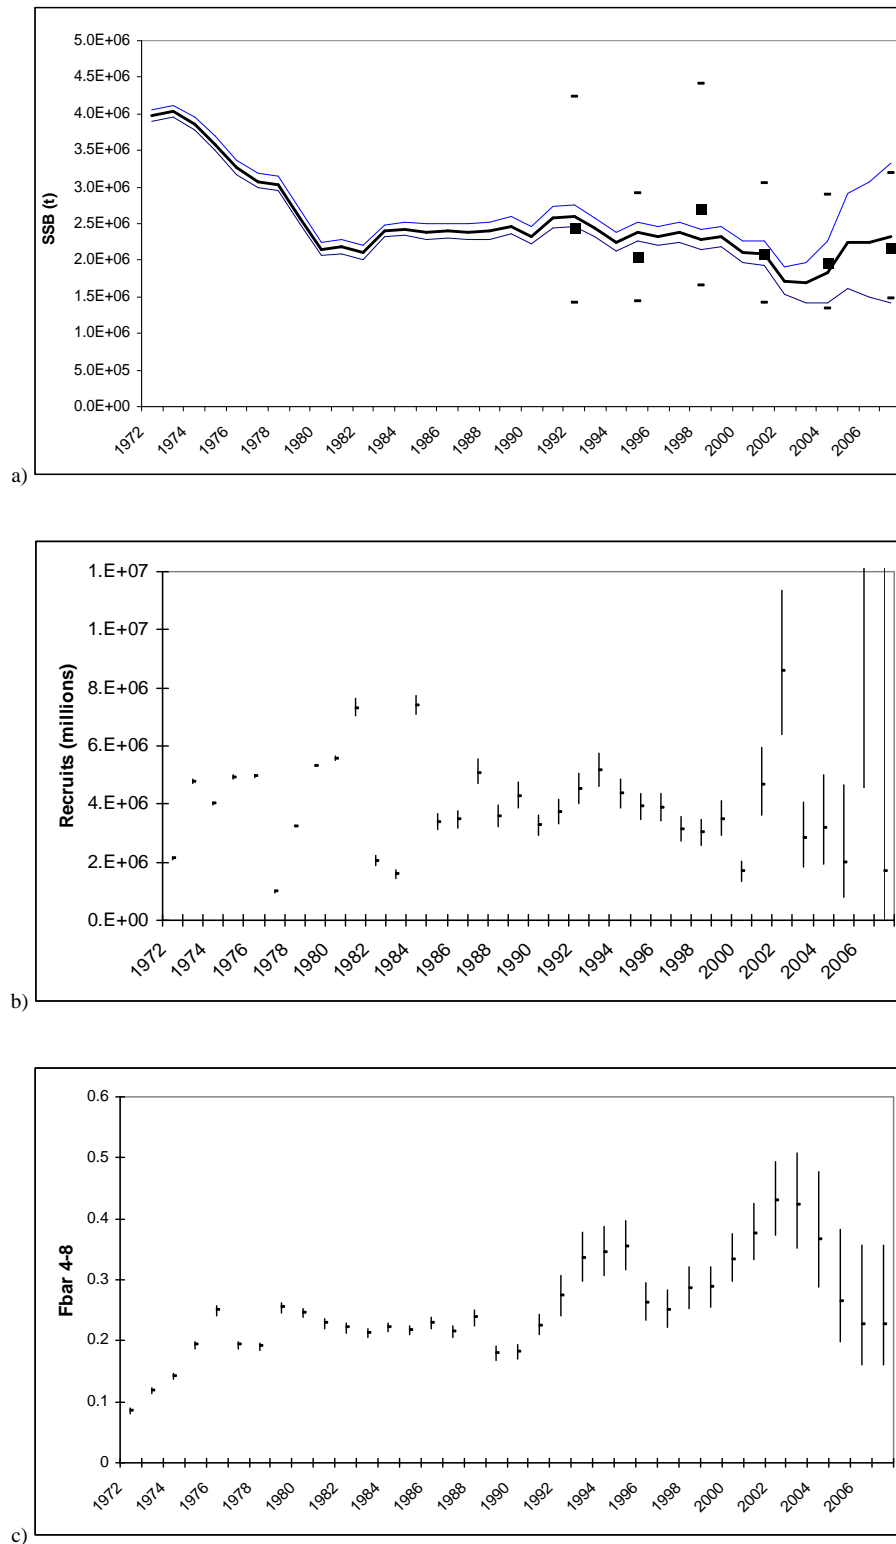 5.0E+06
4.5E+06
4.0E+06
3.5E+06
3.0E+06
2.5E+06
2.0E+06
1.5E+06
1.0E+06
5.0E+05
0.0E+00
SSB (t)
1972 1974 1976 1978 1980 1982 1984 1986 1988 1990 1992 1994 1996 1998 2000 2002 2004 2006
a)
1.E+07
1.E+07
8.E+06
6.E+06
4.E+06
2.E+06
0.E+00
Recruits (millions)
1972 1974 1976 1978 1980 1982 1984 1986 1988 1990 1992 1994 1996 1998 2000 2002 2004 2006
b)
0.6
0.5
0.4
0.3
0.2
0.1
0
Fbar 4-8
1972 1974 1976 1978 1980 1982 1984 1986 1988 1990 1992 1994 1996 1998 2000 2002 2004 2006
c)